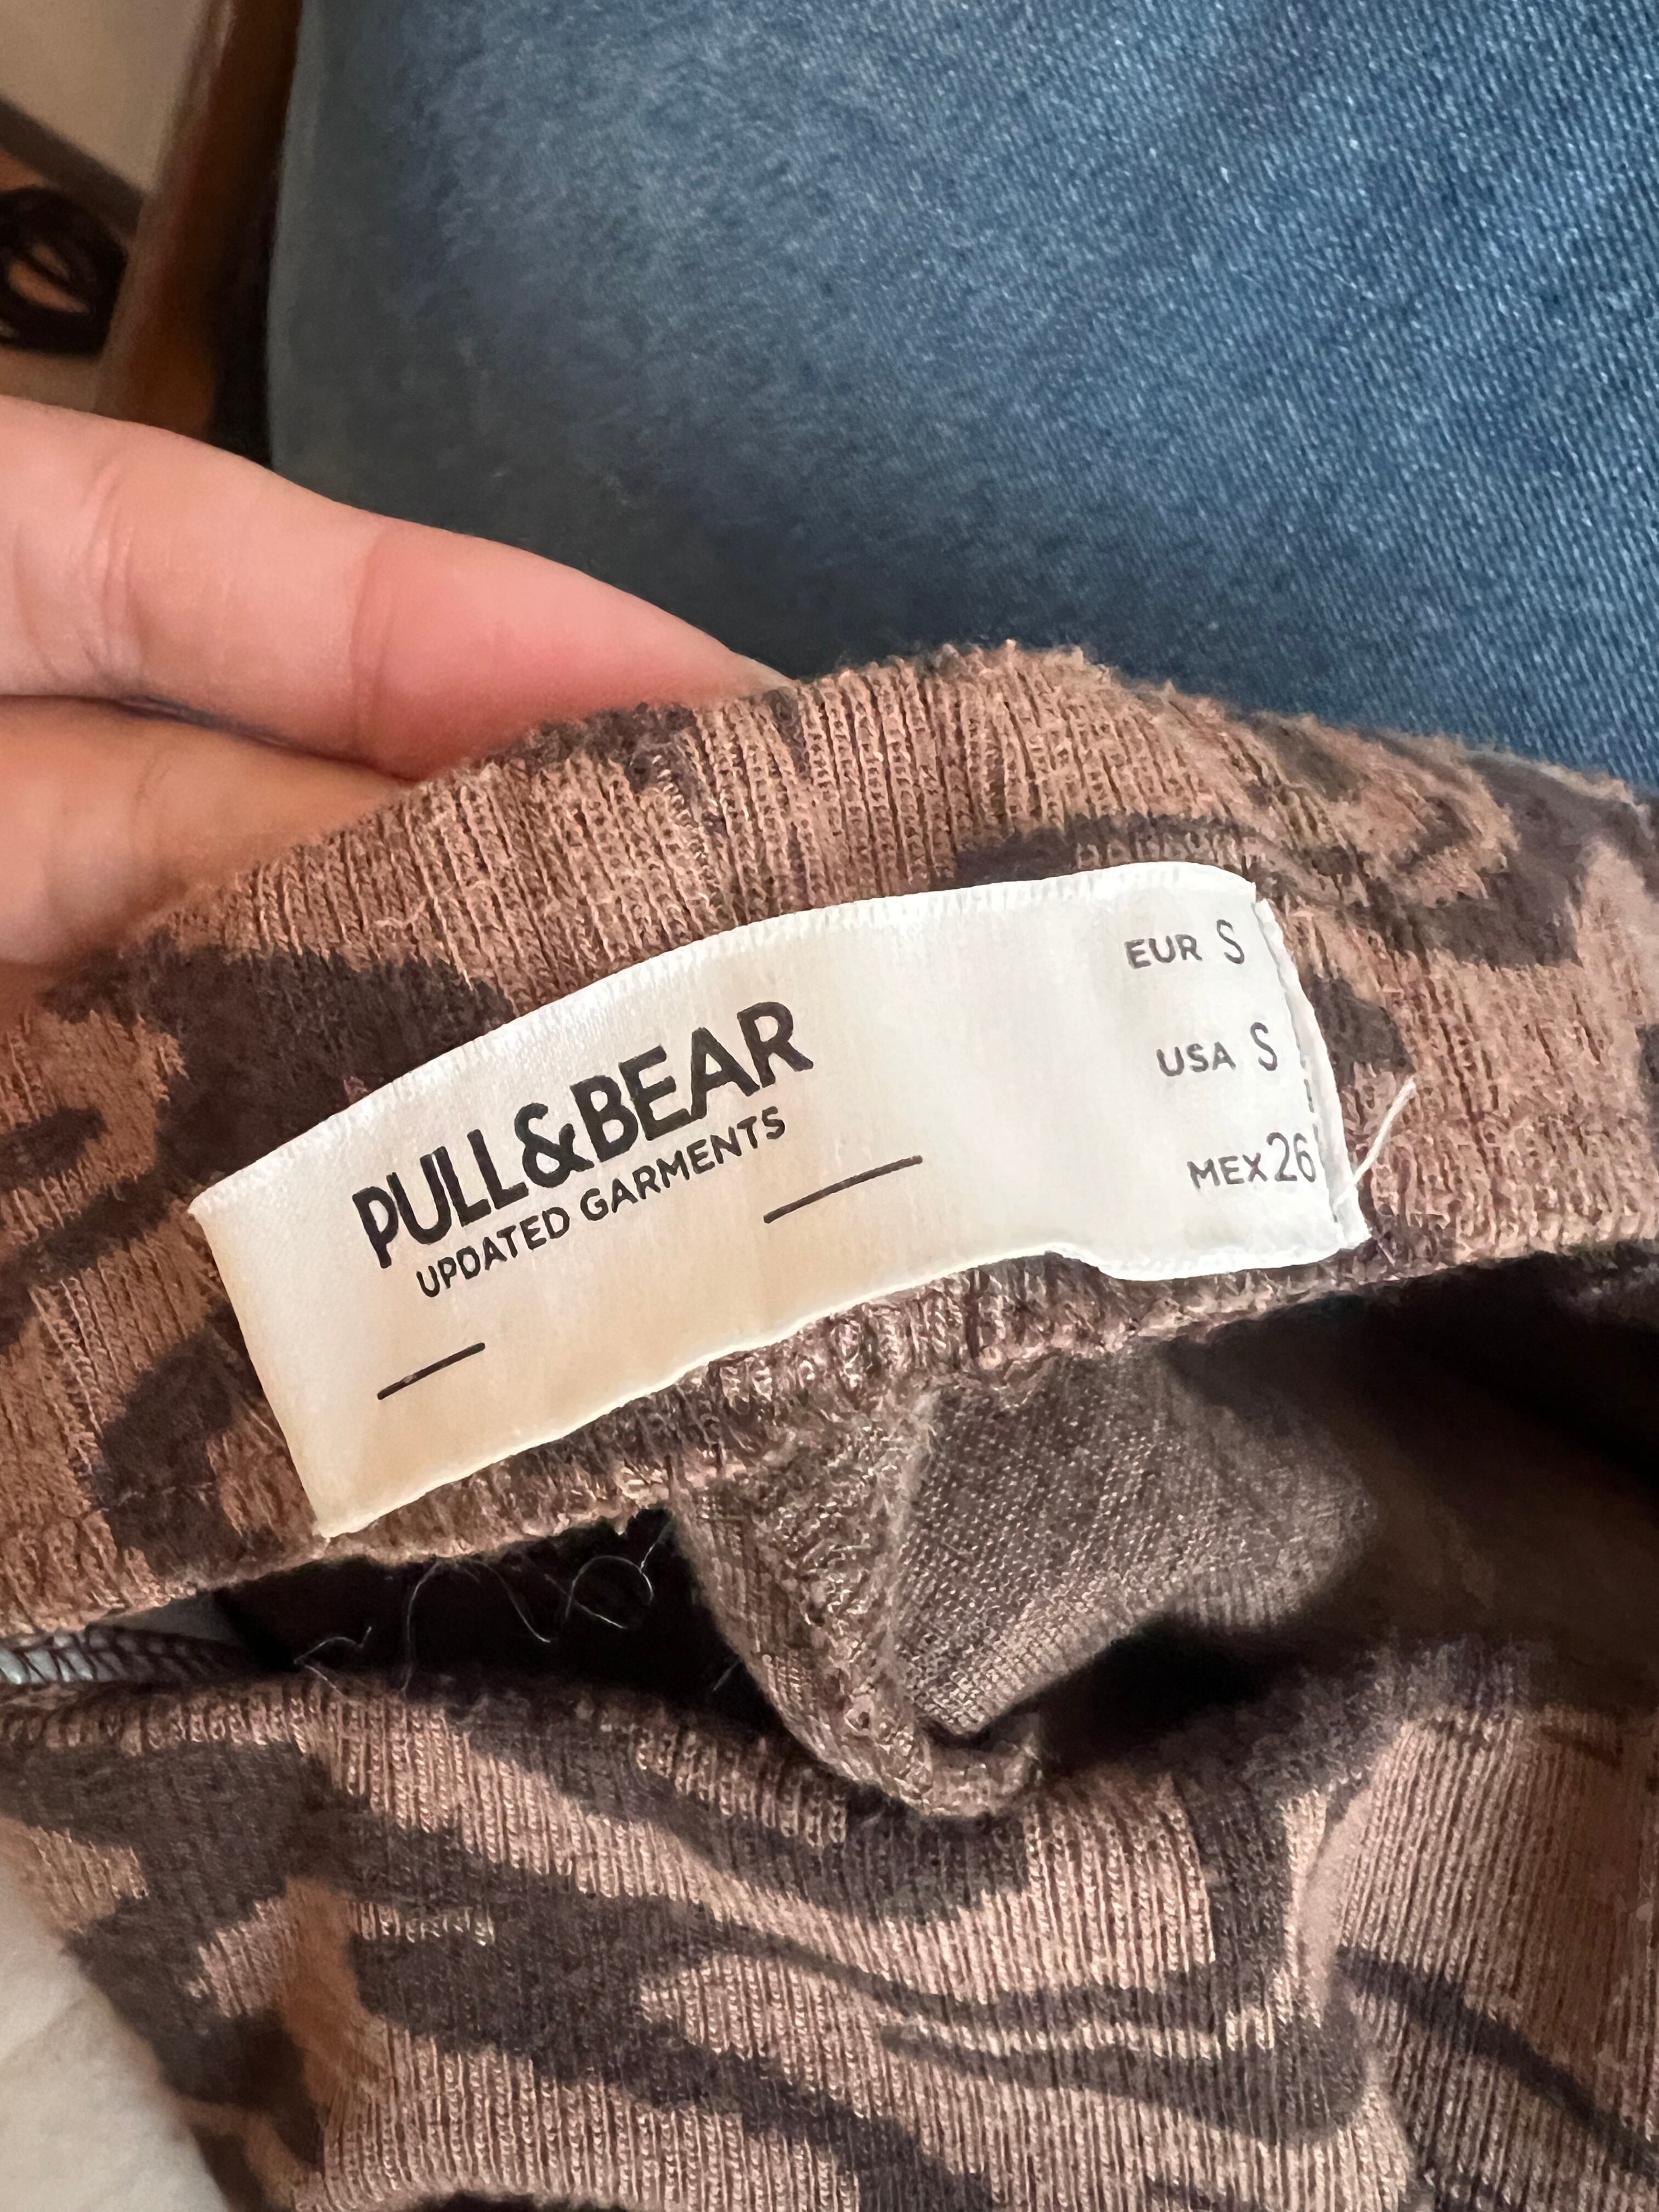 PULL&BEAR
UPDATED GARMENTS
EUR S
USA S
MEX 26